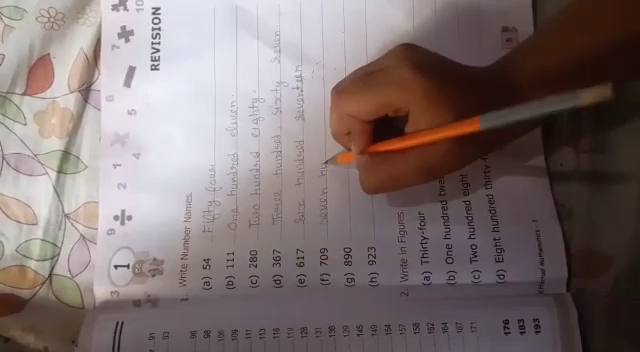 REVISION
1
1. Write Number Names.
(a) 54 Fifty four
(b) 111 One hundred eleven.
(c) 280 Two hundred eighty.
(d) 367 Three hundred sixty seven
(e) 617 Six hundred seventeen
(f) 709 Seven
(g) 890
(h) 923
2. Write in Figures.
(a) Thirty-four
(b) One hundred
(c) Two hundred eight
(d) Eight hundred thirty-
91
93
96
98
106
109
111
113
116
119
128
131
138
139
145
149
154
157
158
162
164
167
171
176
183
193